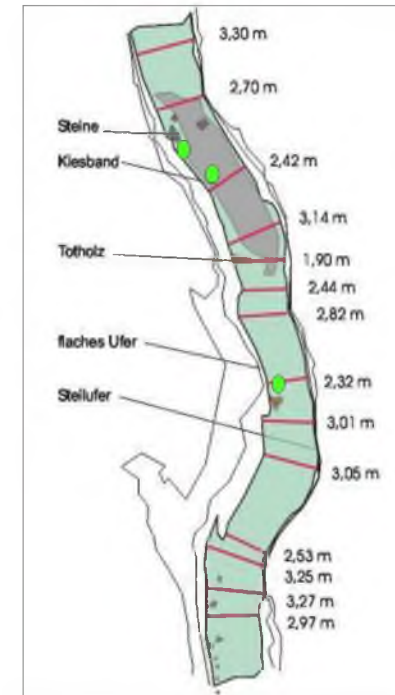 3,30 m
2,70 m
Steine
Kiesband
2,42 m
3,14 m
Totholz
1,90 m
2,44 m
2,82 m
flaches Ufer
2,32 m
Steilufer
3,01 m
3,05 m
2,53 m
3,25 m
3,27 m
2,97 m